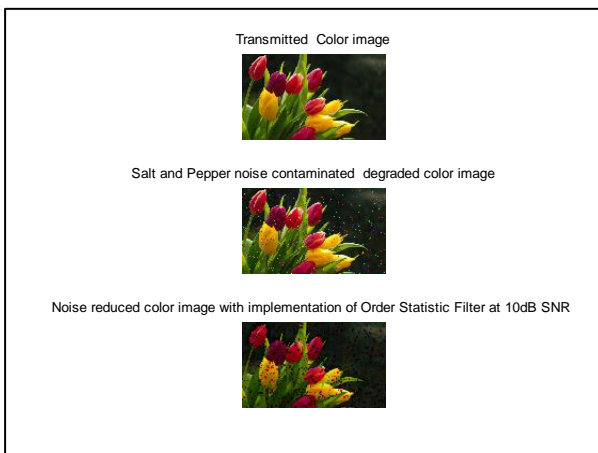 Transmitted  Color image
Salt and Pepper noise contaminated  degraded color image
Noise reduced color image with implementation of Order Statistic Filter at 10dB SNR